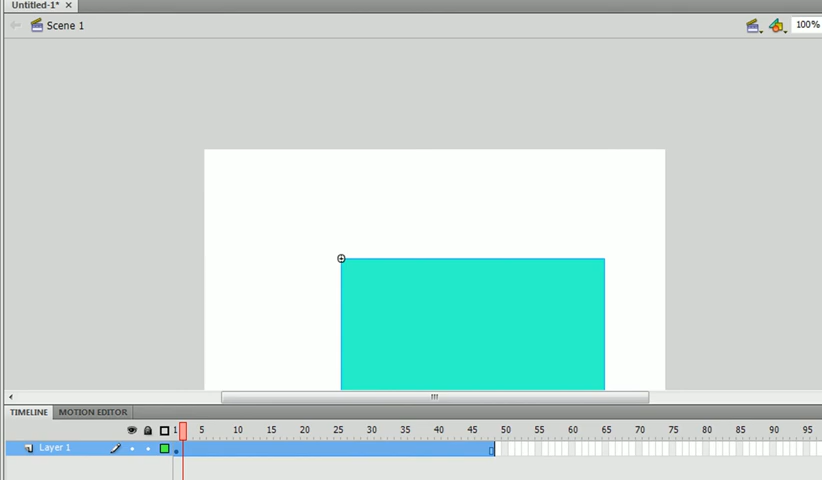 Untitled-1*
Scene 1
100%
TIMELINE MOTION EDITOR
1 5 10 15 20 25 30 35 40 45 50 55 60 65 70 75 80 85 90 95
Layer 1